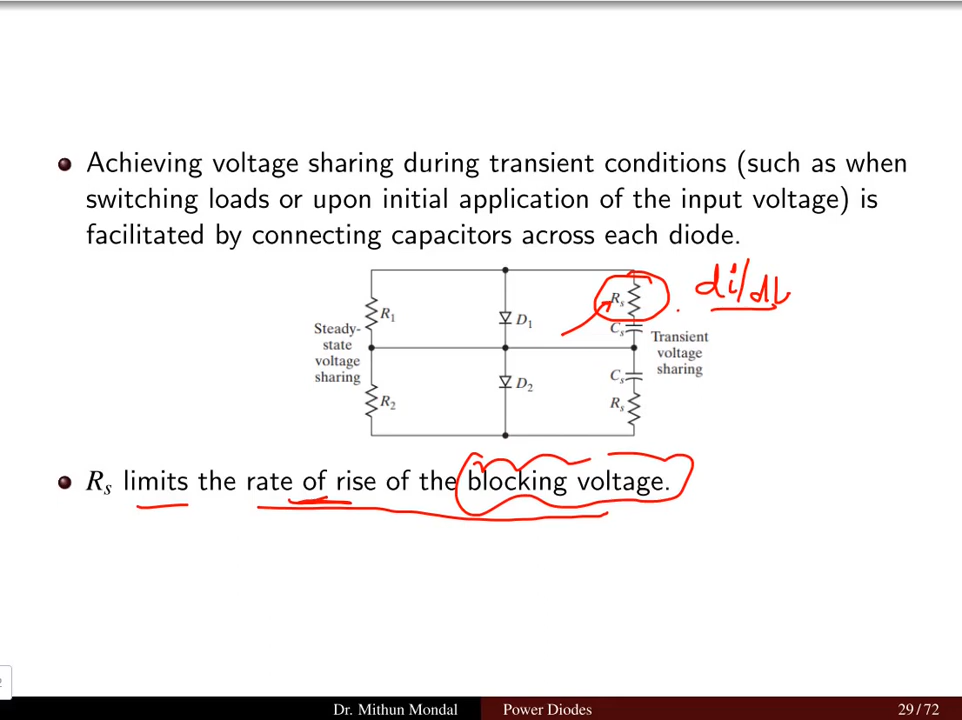 Achieving voltage sharing during transient conditions (such as when
switching loads or upon initial application of the input voltage) is
facilitated by connecting capacitors across each diode.
di/dt
R₁
D₁
Rₛ
Cₛ
Steady-
state
voltage
sharing
Transient
voltage
sharing
R₂
D₂
Cₛ
Rₛ
Rₛ limits the rate of rise of the blocking voltage.
2
Dr. Mithun Mondal Power Diodes 29 / 72